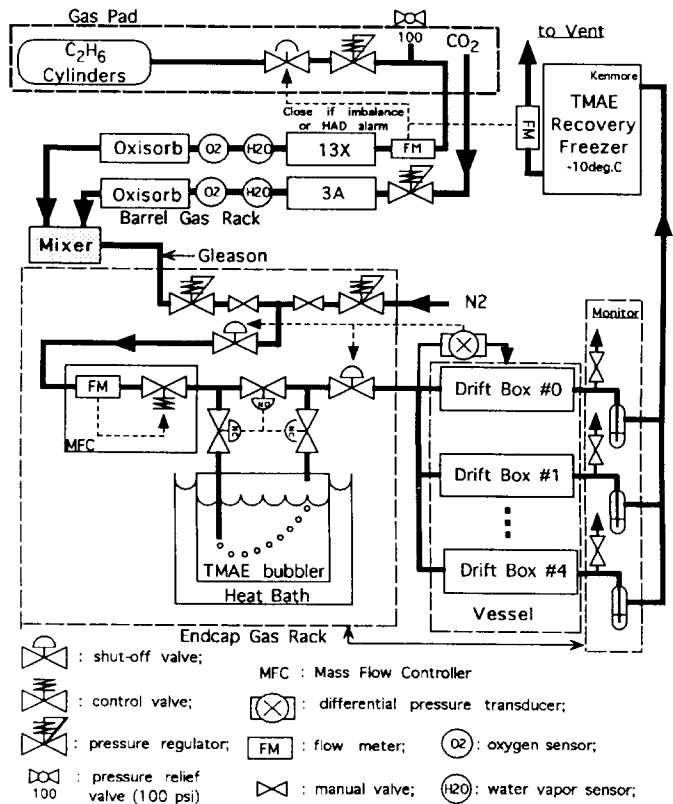 Gas Pad
C2H6
Cylinders
100
CO2
to Vent
Kenmore
TMAE
Recovery
Freezer
-10deg.C
FM
Close if imbalance
or HAD alarm
Oxisorb
O2
H2O
13X
FM
Oxisorb
O2
H2O
3A
Barrel Gas Rack
Mixer
Gleason
N2
Monitor
FM
MFC
NO
NC
NC
Drift Box #0
Drift Box #1
Drift Box #4
Vessel
TMAE bubbler
Heat Bath
Endcap Gas Rack
: shut-off valve;
MFC : Mass Flow Controller
: control valve;
: differential pressure transducer;
: pressure regulator;
FM : flow meter;
O2 : oxygen sensor;
100 : pressure relief
valve (100 psi)
: manual valve;
H2O : water vapor sensor;